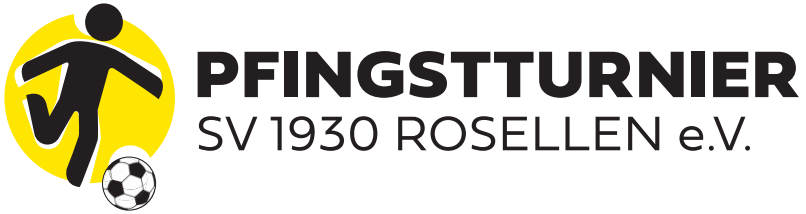 PFINGSTTURNIER
SV 1930 ROSELLEN e.V.